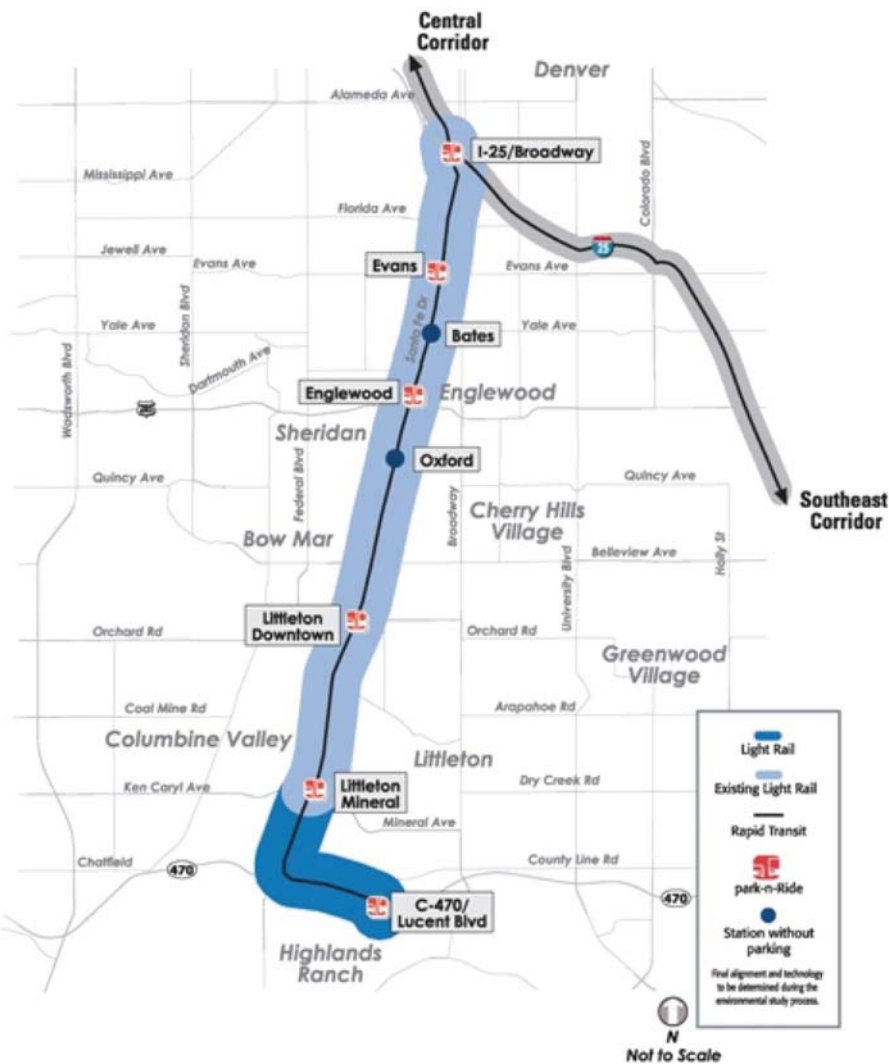 Central
Corridor
Denver
Alameda Ave
I-25/Broadway
Mississippi Ave
Colorado Blvd
Florida Ave
25
Jewell Ave
Evans Ave
Evans
Evans Ave
Santa Fe Dr
Yale Ave
Bates
Yale Ave
Sheridan Blvd
Wadsworth Blvd
Dartmouth Ave
Englewood
Englewood
285
Sheridan
Oxford
Quincy Ave
Federal Blvd
Quincy Ave
Southeast
Corridor
Broadway
Cherry Hills
Village
Bow Mar
Belleview Ave
Holly St
University Blvd
Littleton
Downtown
Orchard Rd
Orchard Rd
Greenwood
Village
Coal Mine Rd
Arapahoe Rd
Columbine Valley
Littleton
Ken Caryl Ave
Littleton
Mineral
Dry Creek Rd
Mineral Ave
Chatfield
470
County Line Rd
470
C-470/
Lucent Blvd
Highlands
Ranch
Light Rail
Existing Light Rail
Rapid Transit
park-n-Ride
Station without
parking
Final alignment and technology
to be determined during the
environmental study process.
N
Not to Scale